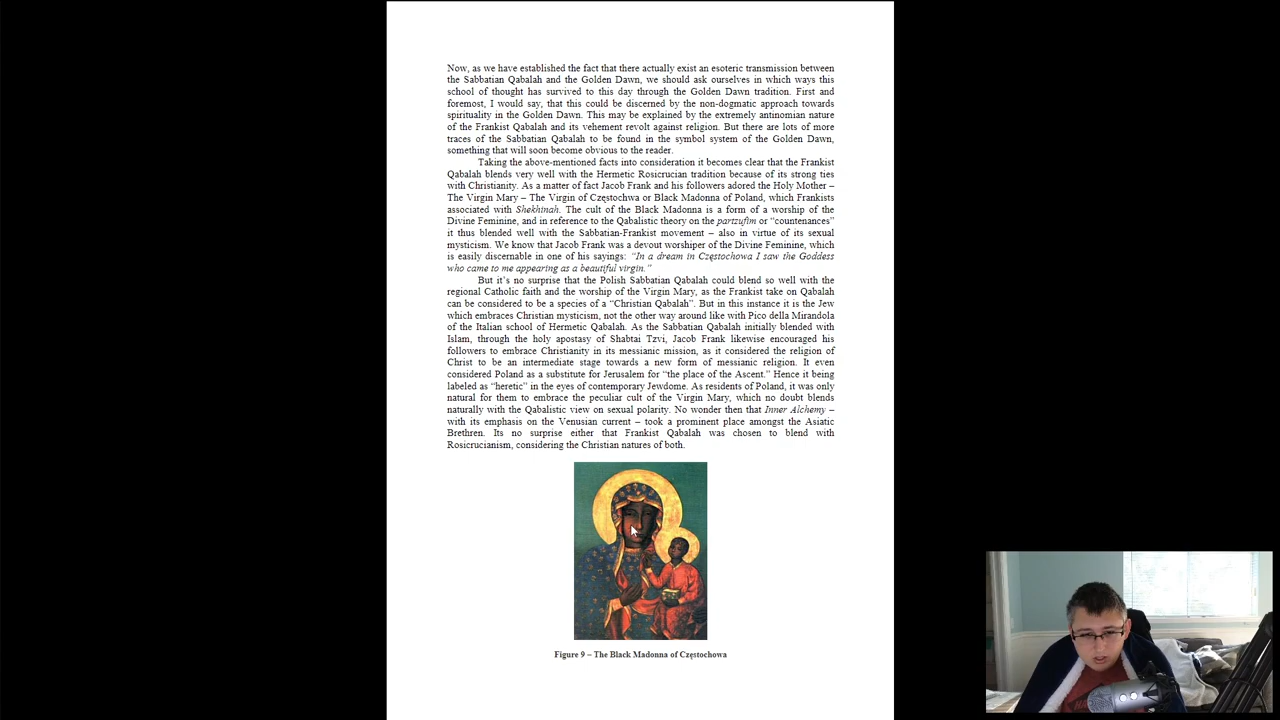 Now, as we have established the fact that there actually exist an esoteric transmission between
the Sabbatian Qabalah and the Golden Dawn, we should ask ourselves in which ways this
school of thought has survived to this day through the Golden Dawn tradition. First and
foremost, I would say, that this could be discerned by the non-dogmatic approach towards
spirituality in the Golden Dawn. This may be explained by the extremely antinomian nature
of the Frankist Qabalah and its vehement revolt against religion. But there are lots of more
traces of the Sabbatian Qabalah to be found in the symbol system of the Golden Dawn,
something that will soon become obvious to the reader.
Taking the above-mentioned facts into consideration it becomes clear that the Frankist
Qabalah blends very well with the Hermetic Rosicrucian tradition because of its strong ties
with Christianity. As a matter of fact Jacob Frank and his followers adored the Holy Mother –
The Virgin Mary – The Virgin of Częstochwa or Black Madonna of Poland, which Frankists
associated with Shekhinah. The cult of the Black Madonna is a form of a worship of the
Divine Feminine, and in reference to the Qabalistic theory on the partzufim or “countenances”
it thus blended well with the Sabbatian-Frankist movement – also in virtue of its sexual
mysticism. We know that Jacob Frank was a devout worshiper of the Divine Feminine, which
is easily discernable in one of his sayings: “In a dream in Częstochowa I saw the Goddess
who came to me appearing as a beautiful virgin.”
But it’s no surprise that the Polish Sabbatian Qabalah could blend so well with the
regional Catholic faith and the worship of the Virgin Mary, as the Frankist take on Qabalah
can be considered to be a species of a “Christian Qabalah”. But in this instance it is the Jew
which embraces Christian mysticism, not the other way around like with Pico della Mirandola
of the Italian school of Hermetic Qabalah. As the Sabbatian Qabalah initially blended with
Islam, through the holy apostasy of Shabtai Tzvi, Jacob Frank likewise encouraged his
followers to embrace Christianity in its messianic mission, as it considered the religion of
Christ to be an intermediate stage towards a new form of messianic religion. It even
considered Poland as a substitute for Jerusalem for “the place of the Ascent.” Hence it being
labeled as “heretic” in the eyes of contemporary Jewdome. As residents of Poland, it was only
natural for them to embrace the peculiar cult of the Virgin Mary, which no doubt blends
naturally with the Qabalistic view on sexual polarity. No wonder then that Inner Alchemy –
with its emphasis on the Venusian current – took a prominent place amongst the Asiatic
Brethren. Its no surprise either that Frankist Qabalah was chosen to blend with
Rosicrucianism, considering the Christian natures of both.
Figure 9 – The Black Madonna of Częstochowa